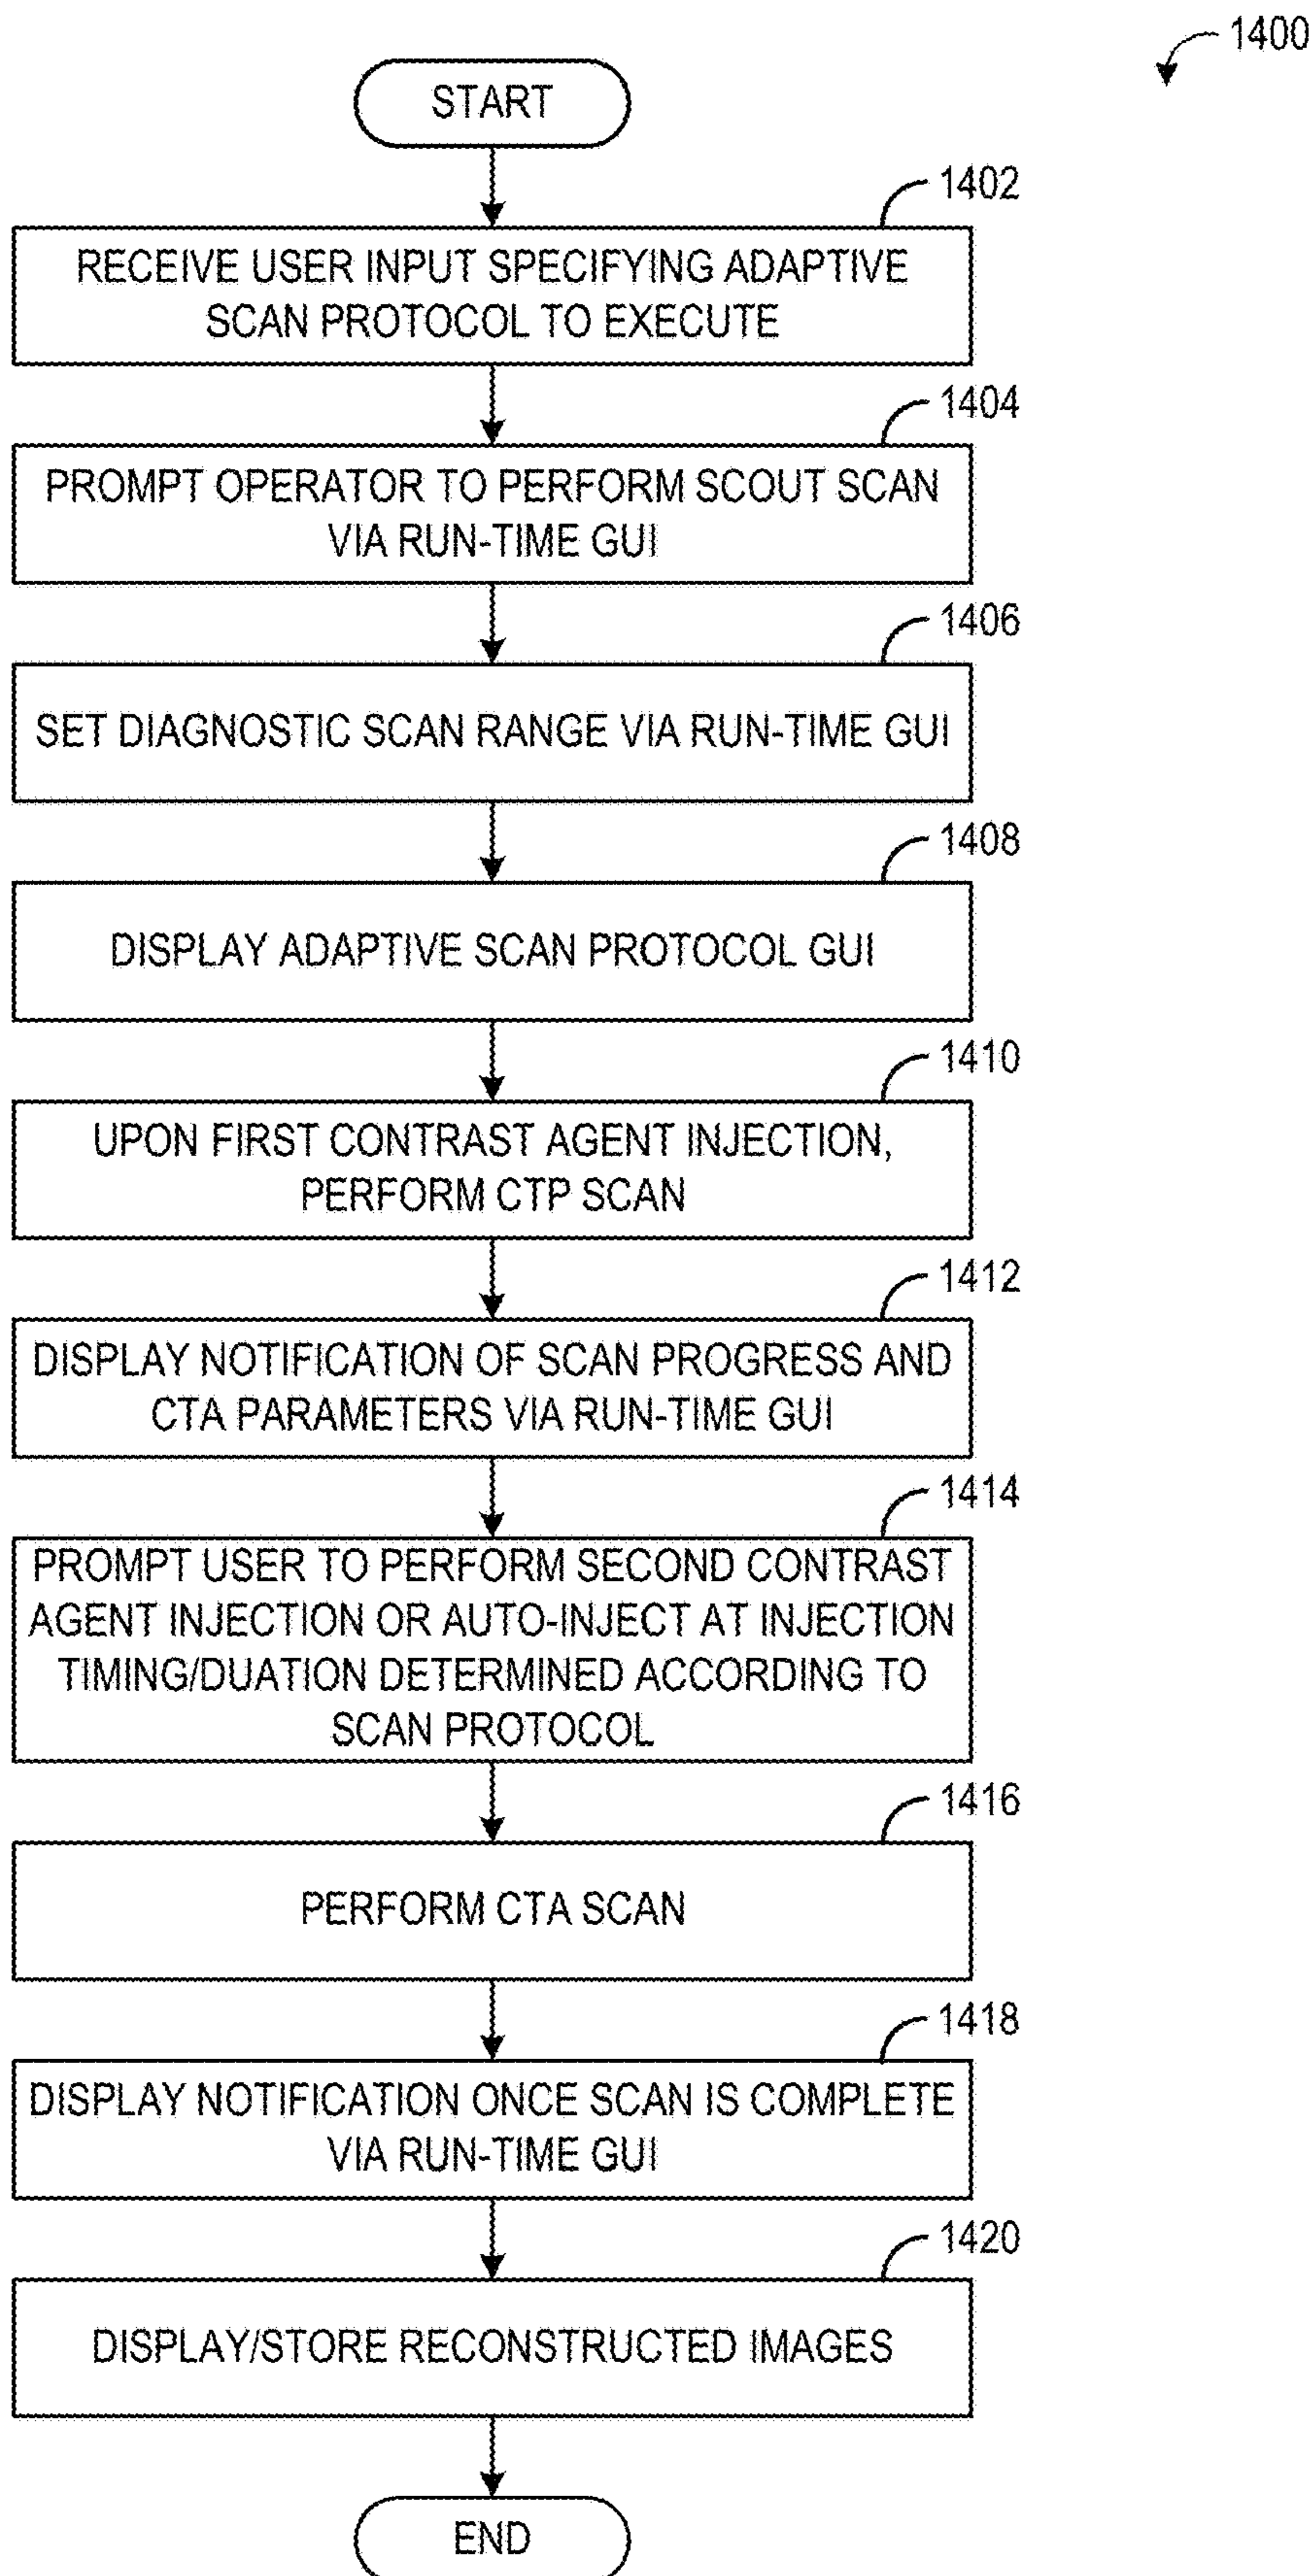 1400
START
1402
RECEIVE USER INPUT SPECIFYING ADAPTIVE
SCAN PROTOCOL TO EXECUTE
1404
PROMPT OPERATOR TO PERFORM SCOUT SCAN
VIA RUN-TIME GUI
1406
SET DIAGNOSTIC SCAN RANGE VIA RUN-TIME GUI
1408
DISPLAY ADAPTIVE SCAN PROTOCOL GUI
1410
UPON FIRST CONTRAST AGENT INJECTION,
PERFORM CTP SCAN
1412
DISPLAY NOTIFICATION OF SCAN PROGRESS AND
CTA PARAMETERS VIA RUN-TIME GUI
1414
PROMPT USER TO PERFORM SECOND CONTRAST
AGENT INJECTION OR AUTO-INJECT AT INJECTION
TIMING/DUATION DETERMINED ACCORDING TO
SCAN PROTOCOL
1416
PERFORM CTA SCAN
1418
DISPLAY NOTIFICATION ONCE SCAN IS COMPLETE
VIA RUN-TIME GUI
1420
DISPLAY/STORE RECONSTRUCTED IMAGES
END